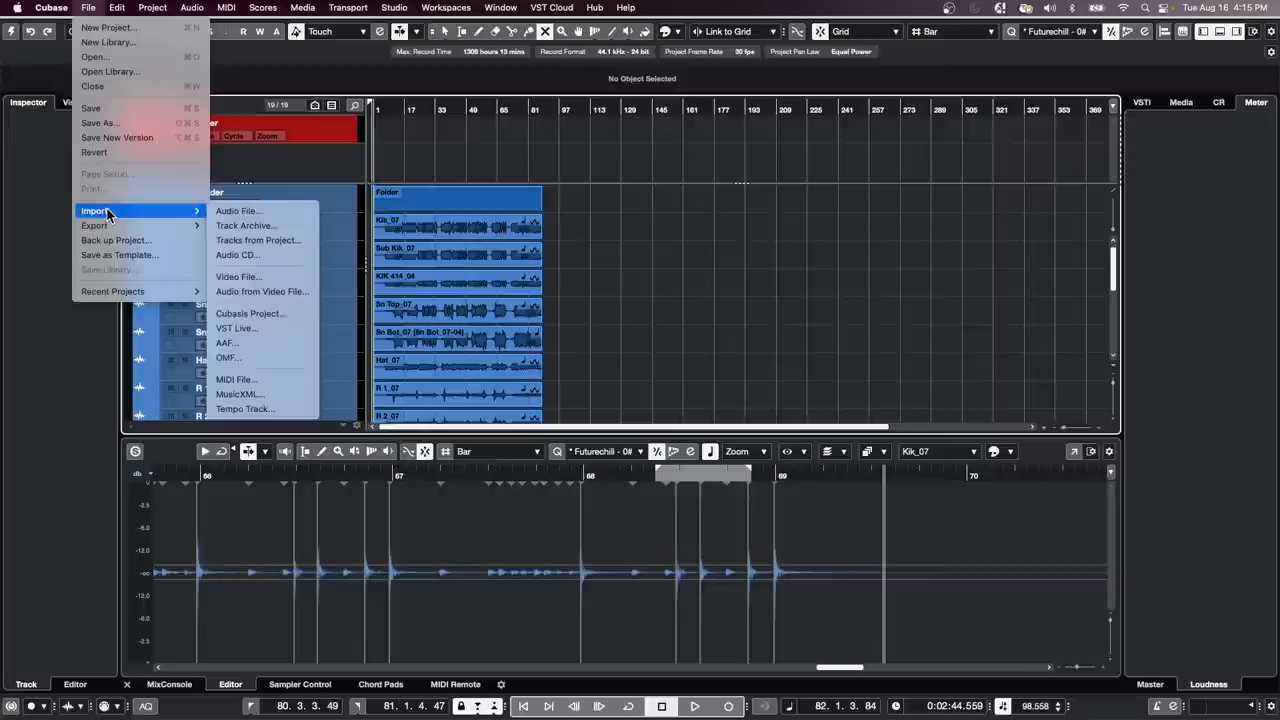 Cubase File Edit Project Audio MIDI Scores Media Transport Studio Workspaces Window VST Cloud Hub Help Tue Aug 16 4:15 PM
R W A Touch Link to Grid Grid Bar * Futurechill - 0#
Max. Record Time 1308 hours 13 mins Record Format 44.1 kHz - 24 bit Project Frame Rate 30 fps Project Pan Law Equal Power
No Object Selected
New Project... ⌘ N
New Library...
Open... ⌘ O
Open Library...
Close ⌘ W
Save ⌘ S
Save As... ⇧⌘ S
Save New Version ⌥⌘ S
Revert
Page Setup...
Print...
Import
Export
Back up Project...
Save as Template...
Save Library...
Recent Projects
Audio File...
Track Archive...
Tracks from Project...
Audio CD...
Video File...
Audio from Video File...
Cubasis Project...
VST Live...
AAF...
OMF...
MIDI File...
MusicXML...
Tempo Track...
Inspector
19 / 19
Cycle Zoom
1 17 33 49 65 81 97 113 129 145 161 177 193 209 225 241 257 273 289 305 321 337 353 369
VSTi Media CR Meter
Folder
Kik_07
Sub Kik_07
KIK 414_04
Sn Top_07
Sn Bot_07 (Sn Bot_07-04)
Hat_07
R 1_07
R 2_07
Bar * Futurechill - 0# Zoom Kik_07
db 66 67 68 69 70
0
-2.5
-6.0
-12.0
-oo
-12.0
-6.0
-2.5
Track Editor MixConsole Editor Sampler Control Chord Pads MIDI Remote Master Loudness
AQ 80. 3. 3. 49 81. 1. 4. 47 82. 1. 3. 84 0:02:44.559 98.558